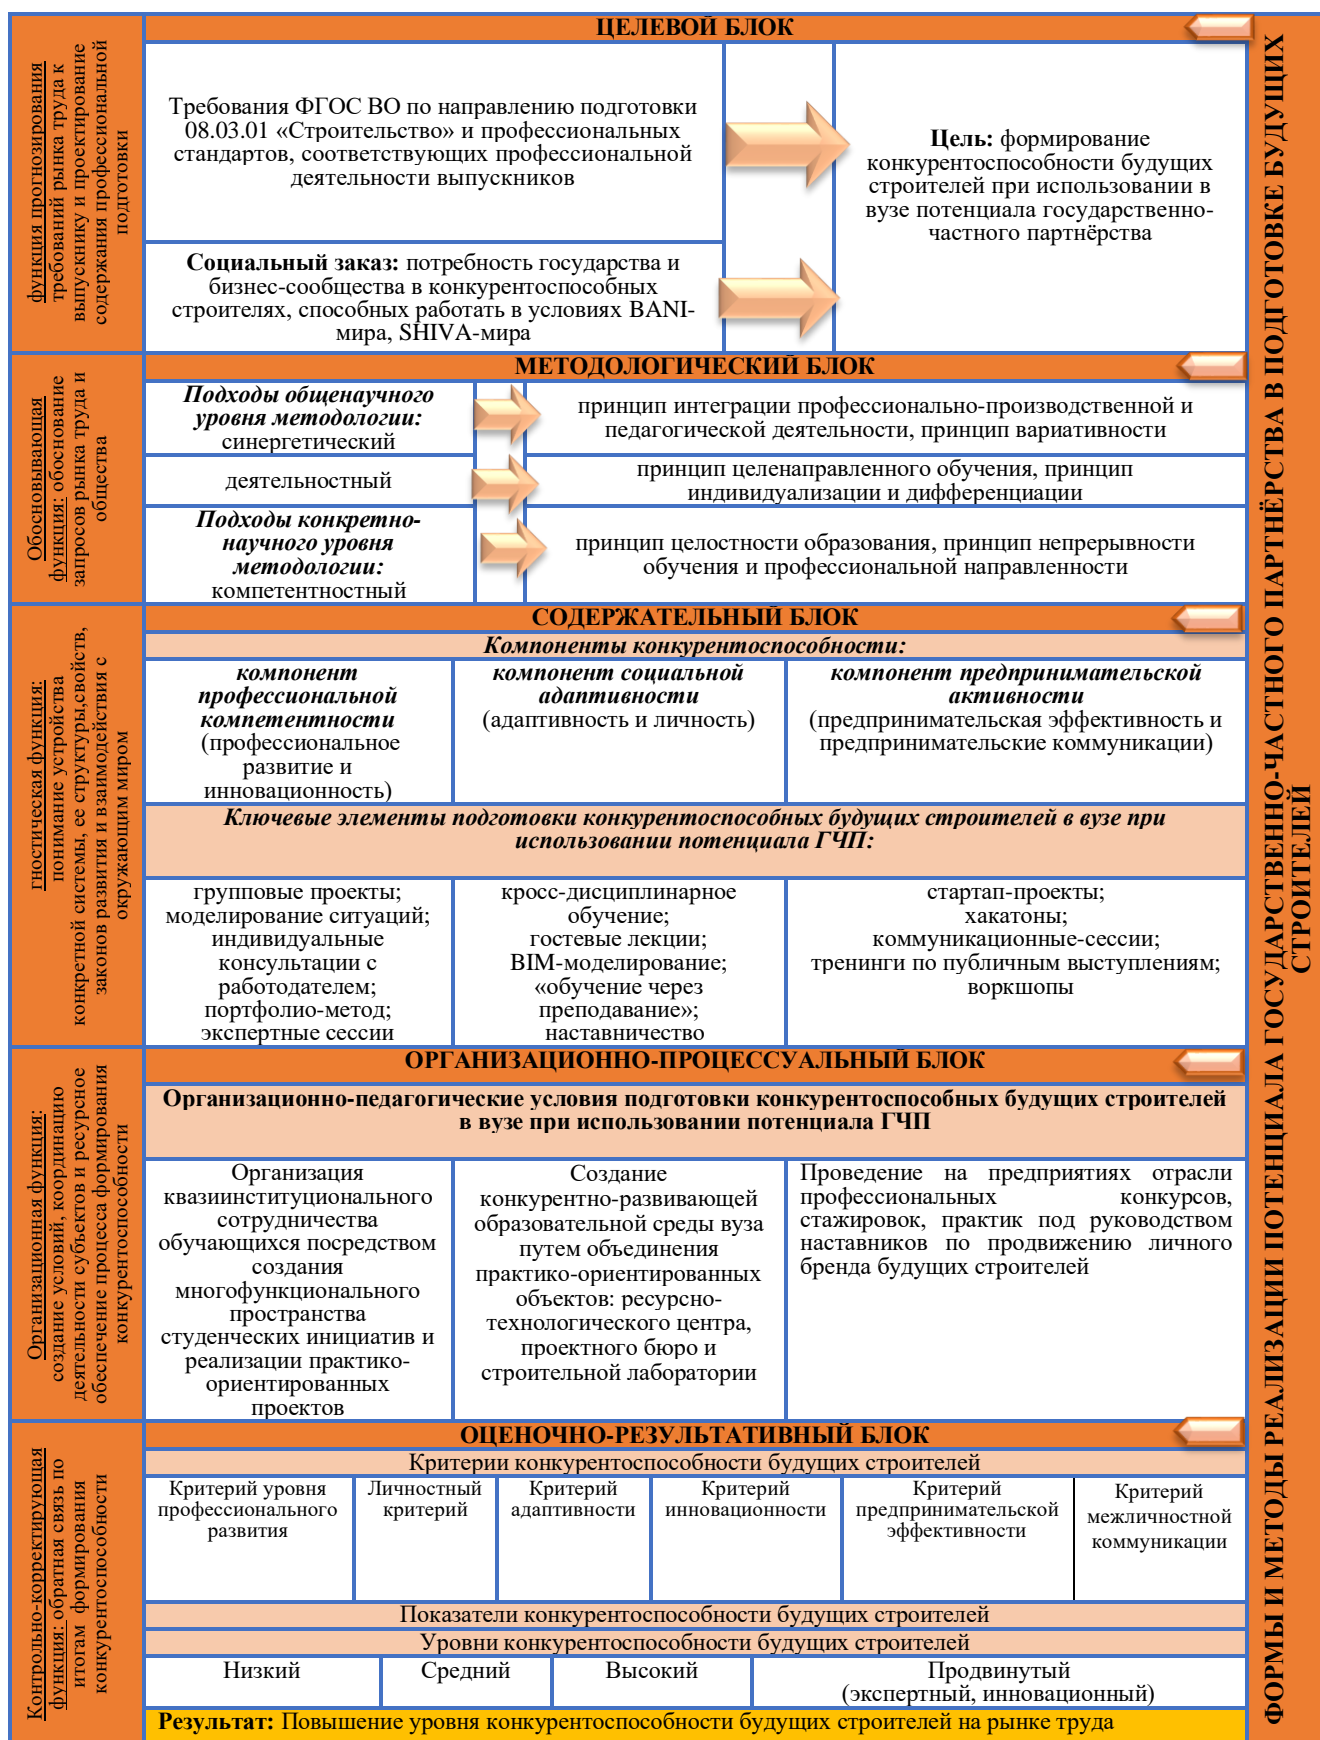 ЦЕЛЕВОЙ БЛОК
функция прогнозирования
требований рынка труда к
выпускнику и проектирование
содержания профессиональной
подготовки
Требования ФГОС ВО по направлению подготовки
08.03.01 «Строительство» и профессиональных
стандартов, соответствующих профессиональной
деятельности выпускников
Социальный заказ: потребность государства и
бизнес-сообщества в конкурентоспособных
строителях, способных работать в условиях BANI-
мира, SHIVA-мира
Цель: формирование
конкурентоспособности будущих
строителей при использовании в
вузе потенциала государственно-
частного партнёрства
МЕТОДОЛОГИЧЕСКИЙ БЛОК
Обосновывающая
функция: обоснование
запросов рынка труда и
общества
Подходы общенаучного
уровня методологии:
синергетический
принцип интеграции профессионально-производственной и
педагогической деятельности, принцип вариативности
деятельностный
принцип целенаправленного обучения, принцип
индивидуализации и дифференциации
Подходы конкретно-
научного уровня
методологии:
компетентностный
принцип целостности образования, принцип непрерывности
обучения и профессиональной направленности
СОДЕРЖАТЕЛЬНЫЙ БЛОК
гностическая функция:
понимание устройства
конкретной системы, ее структуры,свойств,
законов развития и взаимодействия с
окружающим миром
Компоненты конкурентоспособности:
компонент
профессиональной
компетентности
(профессиональное
развитие и
инновационность)
компонент социальной
адаптивности
(адаптивность и личность)
компонент предпринимательской
активности
(предпринимательская эффективность и
предпринимательские коммуникации)
Ключевые элементы подготовки конкурентоспособных будущих строителей в вузе при
использовании потенциала ГЧП:
групповые проекты;
моделирование ситуаций;
индивидуальные
консультации с
работодателем;
портфолио-метод;
экспертные сессии
кросс-дисциплинарное
обучение;
гостевые лекции;
BIM-моделирование;
«обучение через
преподавание»;
наставничество
стартап-проекты;
хакатоны;
коммуникационные-сессии;
тренинги по публичным выступлениям;
воркшопы
ОРГАНИЗАЦИОННО-ПРОЦЕССУАЛЬНЫЙ БЛОК
Организационная функция:
создание условий, координацию
деятельности субъектов и ресурсное
обеспечение процесса формирования
конкурентоспособности
Организационно-педагогические условия подготовки конкурентоспособных будущих строителей
в вузе при использовании потенциала ГЧП
Организация
квазиинституционального
сотрудничества
обучающихся посредством
создания
многофункционального
пространства
студенческих инициатив и
реализации практико-
ориентированных
проектов
Создание
конкурентно-развивающей
образовательной среды вуза
путем объединения
практико-ориентированных
объектов: ресурсно-
технологического центра,
проектного бюро и
строительной лаборатории
Проведение на предприятиях отрасли
профессиональных конкурсов,
стажировок, практик под руководством
наставников по продвижению личного
бренда будущих строителей
ОЦЕНОЧНО-РЕЗУЛЬТАТИВНЫЙ БЛОК
Контрольно-корректирующая
функция: обратная связь по
итогам формирования
конкурентоспособности
Критерии конкурентоспособности будущих строителей
Критерий уровня
профессионального
развития
Личностный
критерий
Критерий
адаптивности
Критерий
инновационности
Критерий
предпринимательской
эффективности
Критерий
межличностной
коммуникации
Показатели конкурентоспособности будущих строителей
Уровни конкурентоспособности будущих строителей
Низкий
Средний
Высокий
Продвинутый
(экспертный, инновационный)
Результат: Повышение уровня конкурентоспособности будущих строителей на рынке труда
ФОРМЫ И МЕТОДЫ РЕАЛИЗАЦИИ ПОТЕНЦИАЛА ГОСУДАРСТВЕННО-ЧАСТНОГО ПАРТНЁРСТВА В ПОДГОТОВКЕ БУДУЩИХ
СТРОИТЕЛЕЙ